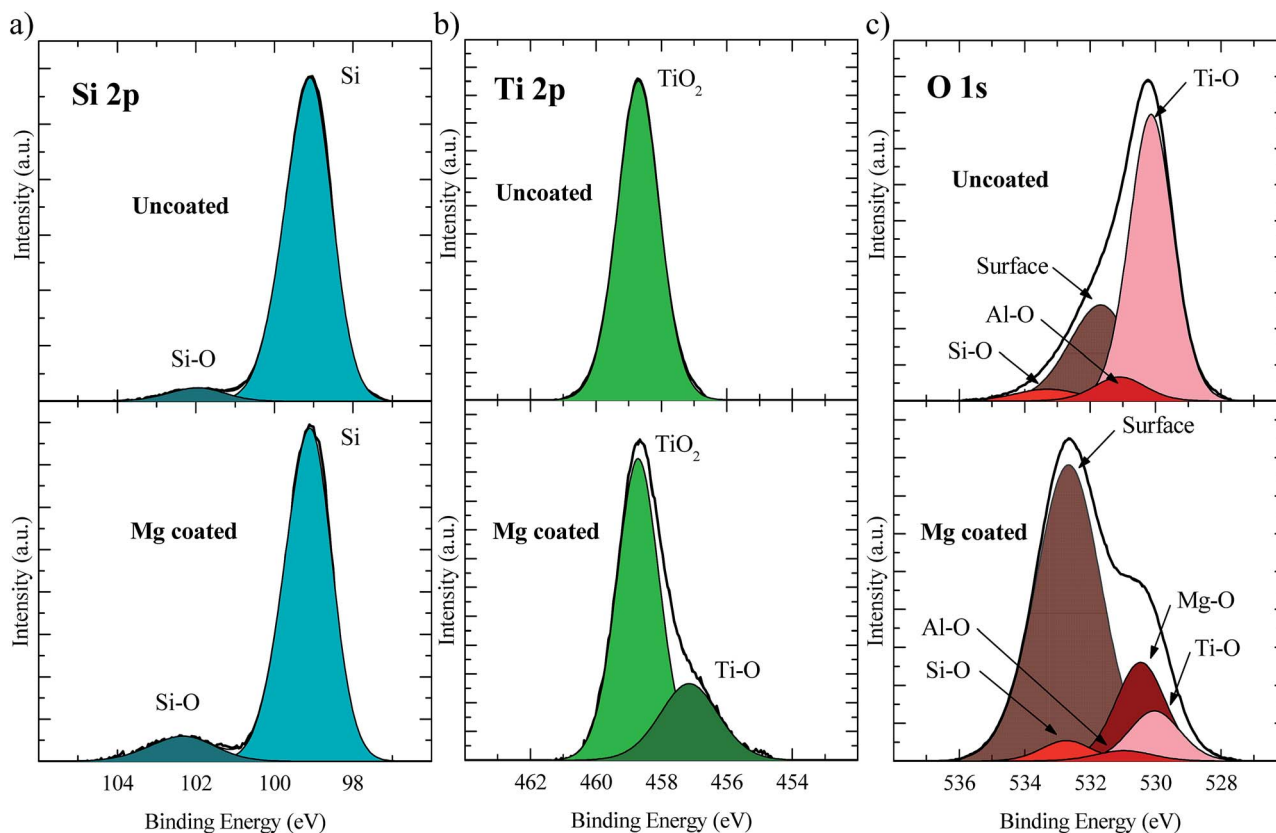 a)
Si 2p
Si
Uncoated
Si-O
Intensity (a.u.)
Si
Mg coated
Si-O
Intensity (a.u.)
104 102 100 98
Binding Energy (eV)
b)
Ti 2p
TiO2
Uncoated
Intensity (a.u.)
TiO2
Mg coated
Ti-O
Intensity (a.u.)
462 460 458 456 454
Binding Energy (eV)
c)
O 1s
Ti-O
Uncoated
Surface
Al-O
Si-O
Intensity (a.u.)
Surface
Mg coated
Mg-O
Al-O
Ti-O
Si-O
Intensity (a.u.)
536 534 532 530 528
Binding Energy (eV)